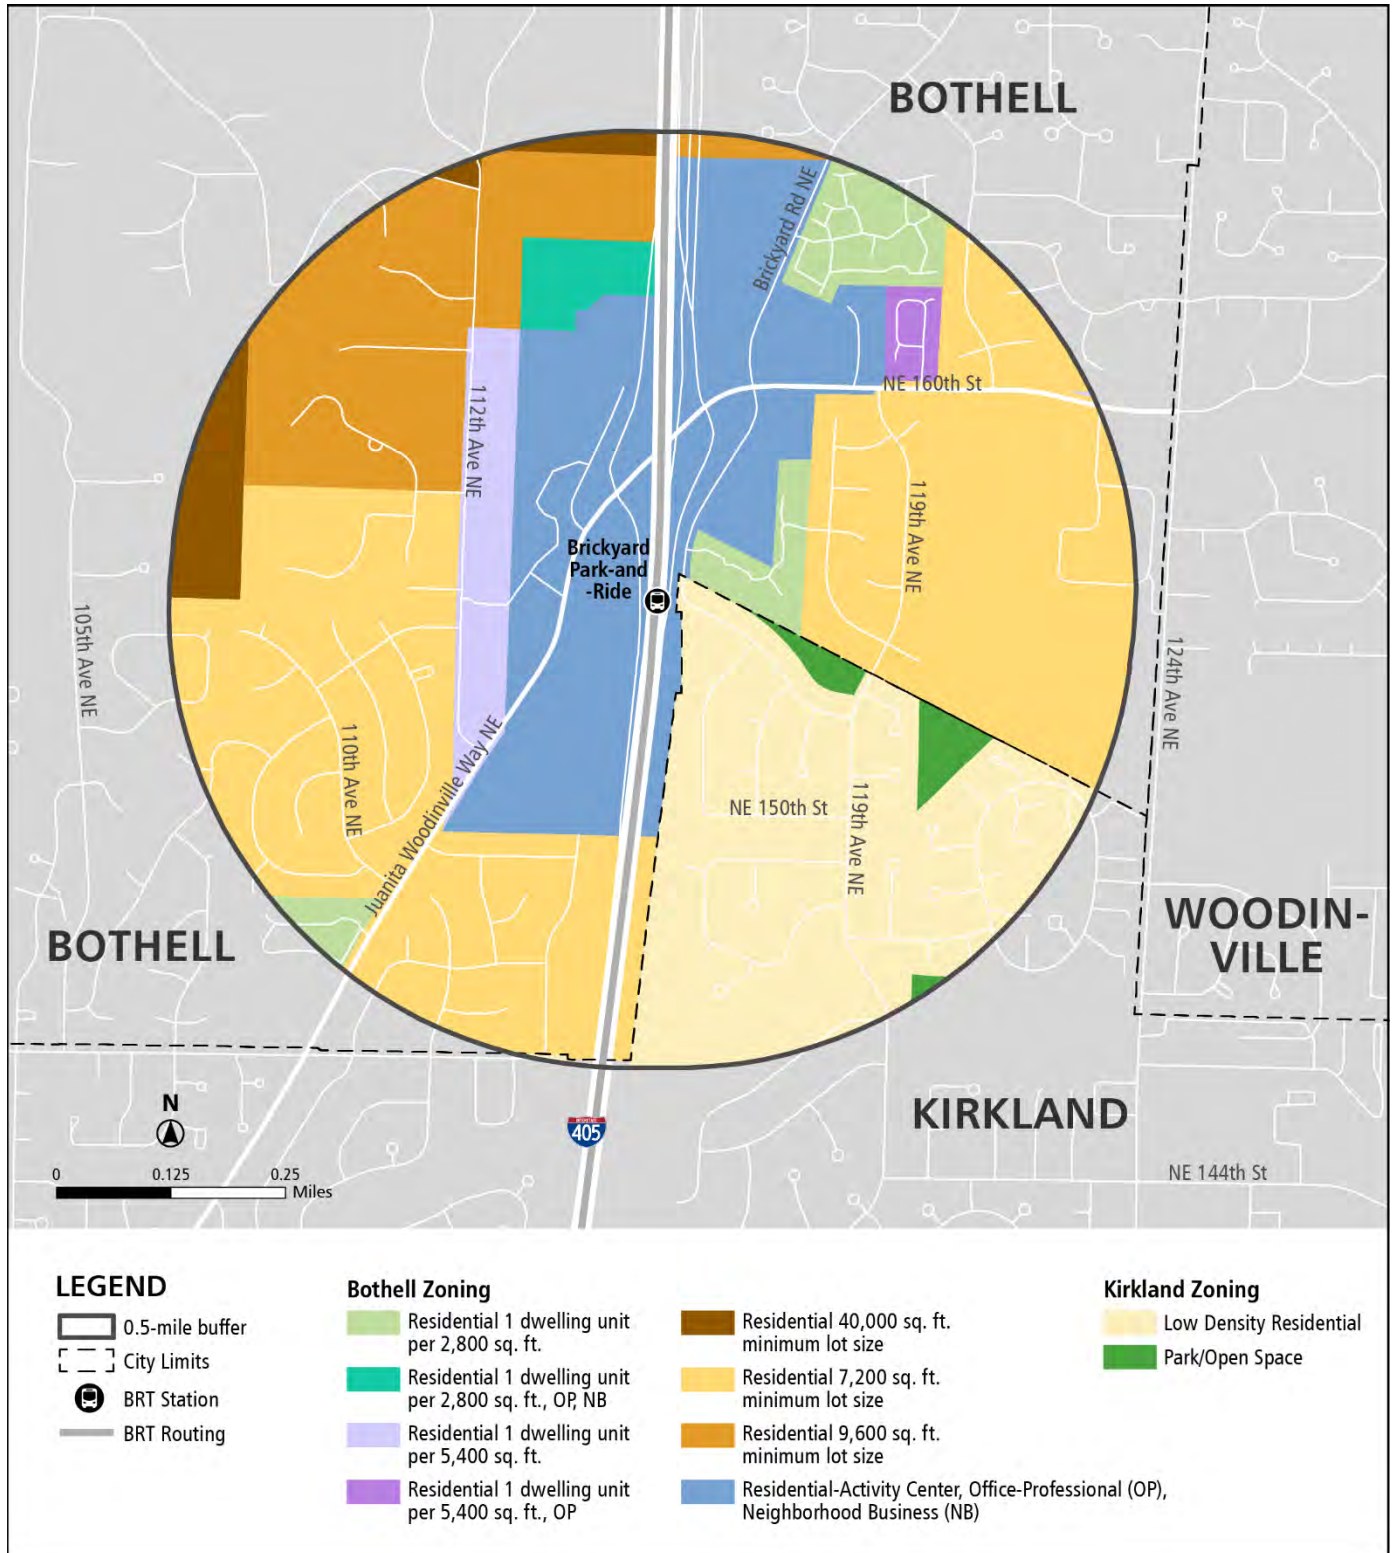 BOTHELL
Brickyard Rd NE
NE 160th St
112th Ave NE
119th Ave NE
Brickyard
Park-and
-Ride
105th Ave NE
124th Ave NE
110th Ave NE
Juanita Woodinville Way NE
NE 150th St
119th Ave NE
BOTHELL
WOODIN-
VILLE
KIRKLAND
N
INTERSTATE
405
NE 144th St
0 0.125 0.25
Miles
LEGEND
0.5-mile buffer
City Limits
BRT Station
BRT Routing
Bothell Zoning
Residential 1 dwelling unit
per 2,800 sq. ft.
Residential 1 dwelling unit
per 2,800 sq. ft., OP, NB
Residential 1 dwelling unit
per 5,400 sq. ft.
Residential 1 dwelling unit
per 5,400 sq. ft., OP
Residential 40,000 sq. ft.
minimum lot size
Residential 7,200 sq. ft.
minimum lot size
Residential 9,600 sq. ft.
minimum lot size
Residential-Activity Center, Office-Professional (OP),
Neighborhood Business (NB)
Kirkland Zoning
Low Density Residential
Park/Open Space